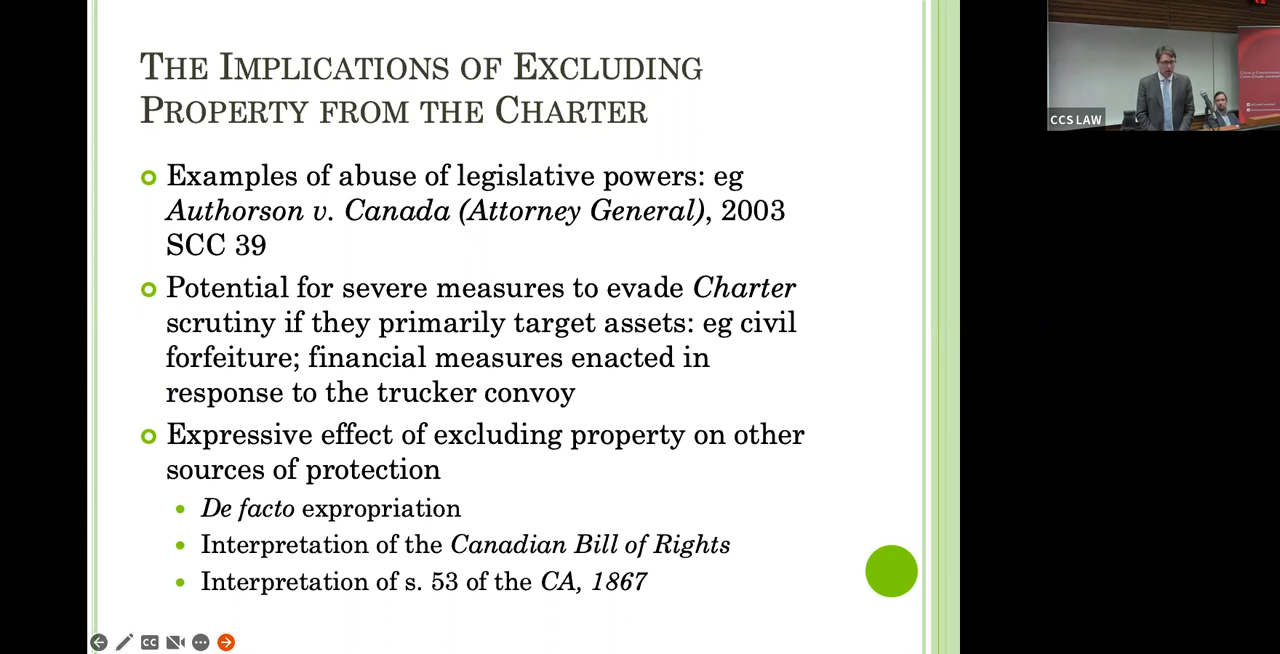 The Implications of Excluding
Property from the Charter
Examples of abuse of legislative powers: eg
Authorson v. Canada (Attorney General), 2003
SCC 39
Potential for severe measures to evade Charter
scrutiny if they primarily target assets: eg civil
forfeiture; financial measures enacted in
response to the trucker convoy
Expressive effect of excluding property on other
sources of protection
De facto expropriation
Interpretation of the Canadian Bill of Rights
Interpretation of s. 53 of the CA, 1867
CC
CCS LAW